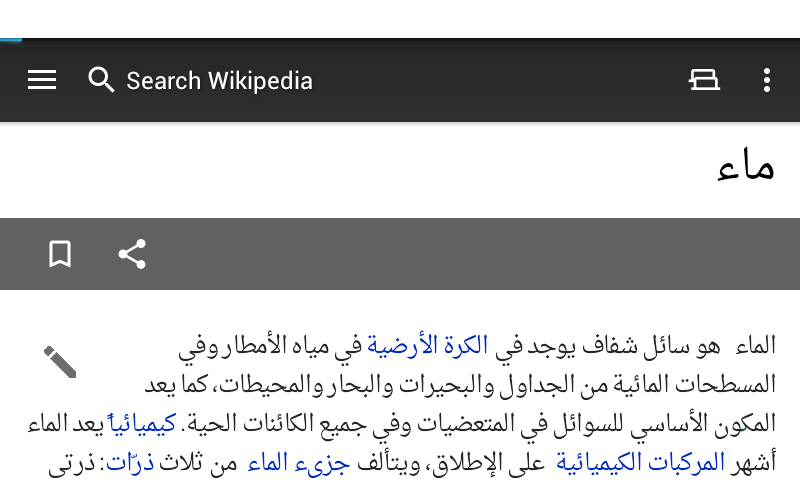 Search Wikipedia
ماء
الماء هو سائل شفاف يوجد في الكرة الأرضية في مياه الأمطار وفي
المسطحات المائية من الجداول والبحيرات والبحار والمحيطات، كما يعد
المكون الأساسي للسوائل في المتعضيات وفي جميع الكائنات الحية. كيميائياً يعد الماء
أشهر المركبات الكيميائية على الإطلاق، ويتألف جزيء الماء من ثلاث ذرّات: ذرتي